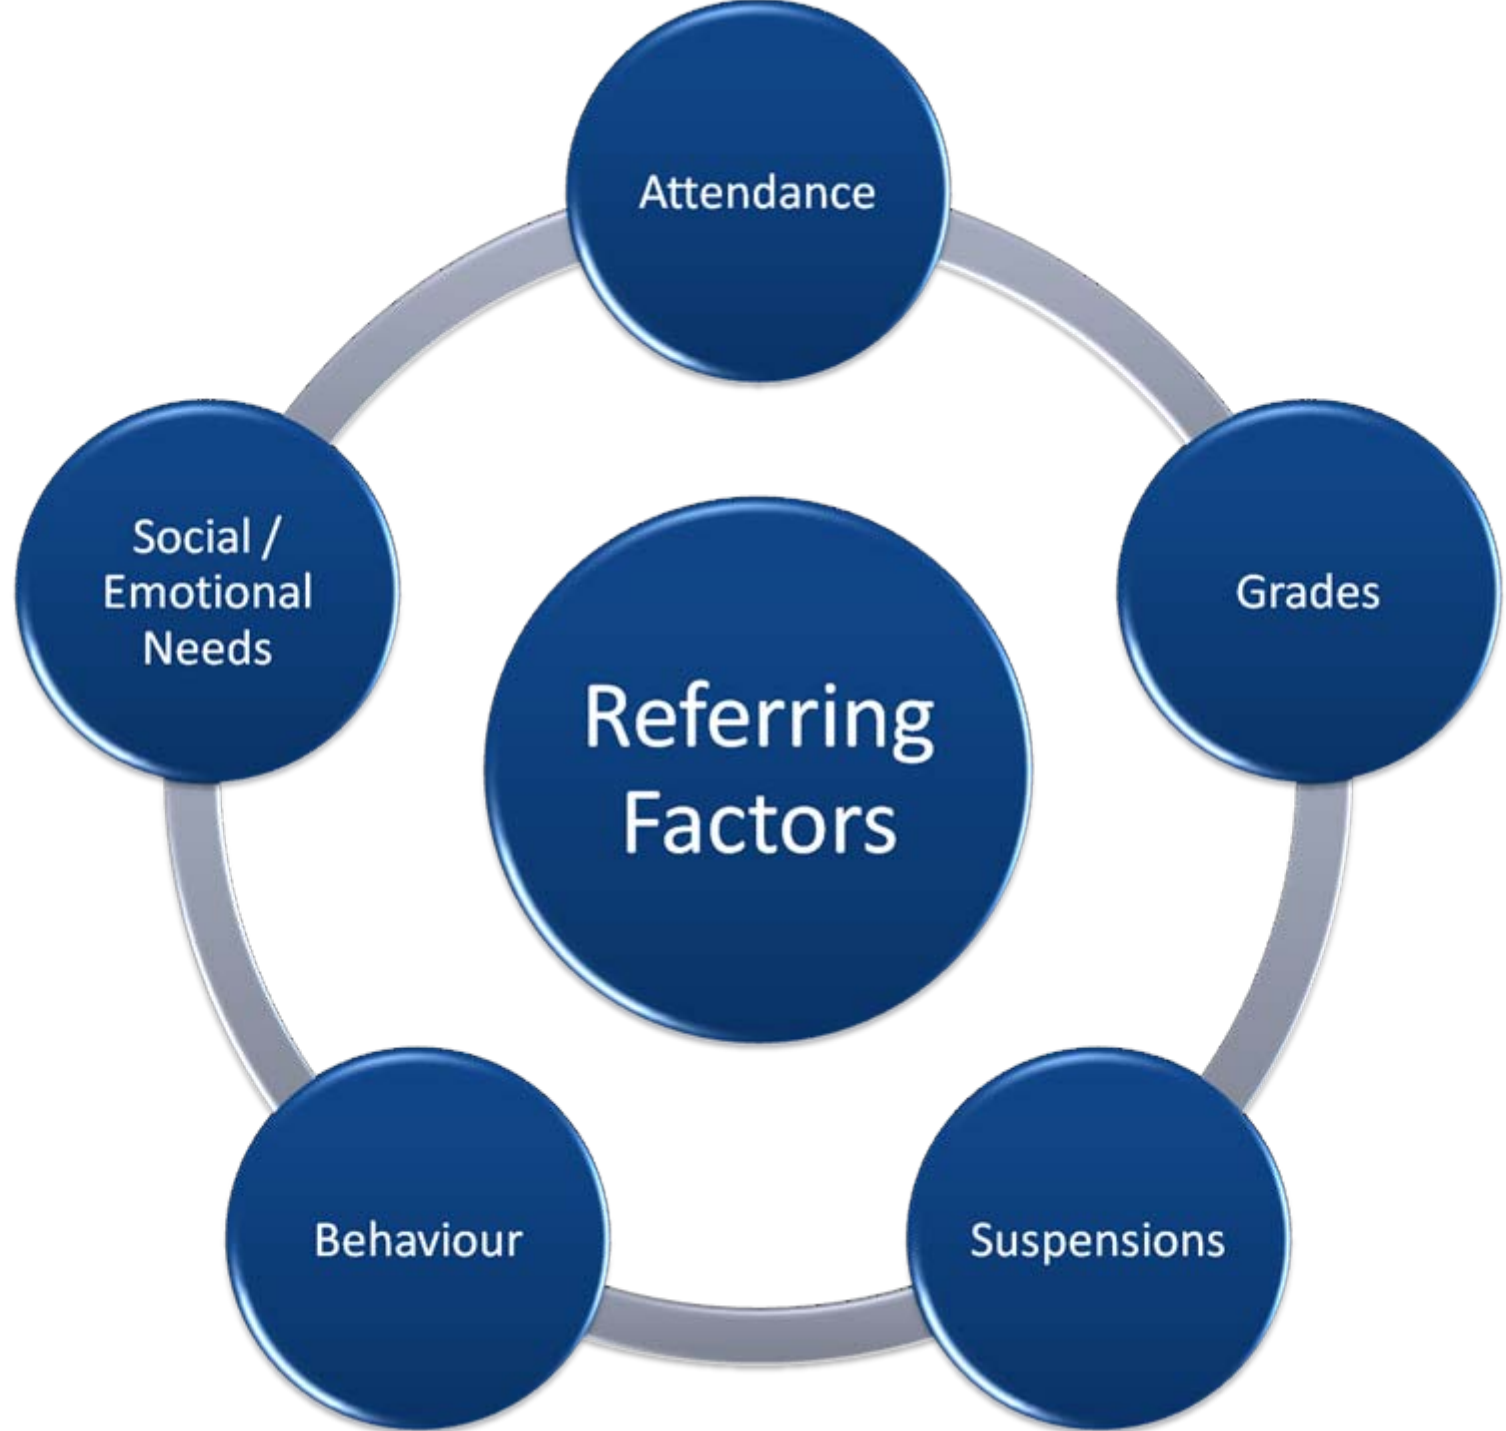 Attendance
Social /
Emotional
Needs
Grades
Referring
Factors
Behaviour
Suspensions